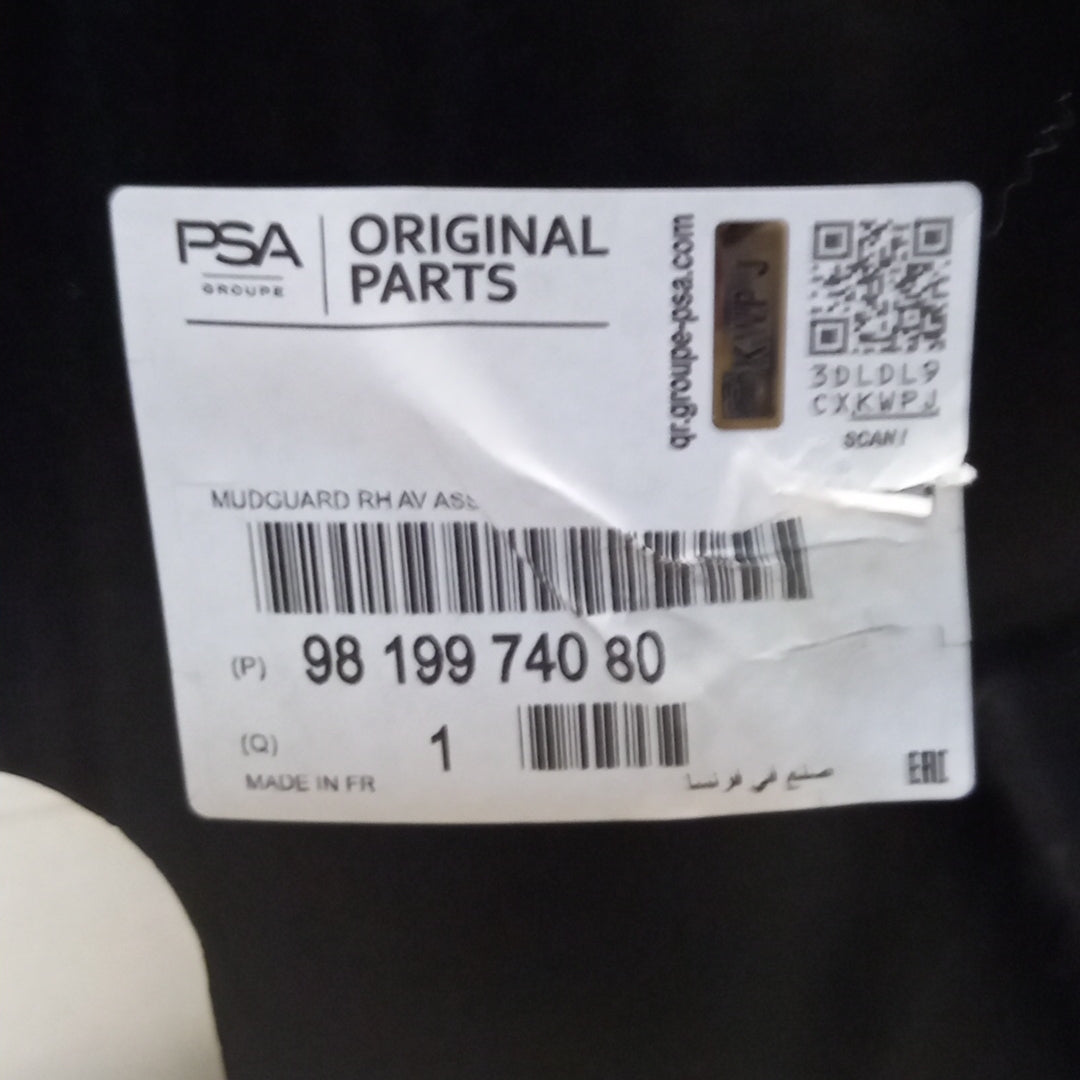 PSA
GROUPE
ORIGINAL
PARTS
qr.groupe-psa.com
KWPJ
3DLDL9
CXKWPJ
SCAN!
MUDGUARD RH AV
(P) 98 199 740 80
(Q) 1
MADE IN FR
صنع في فرنسا
EAC